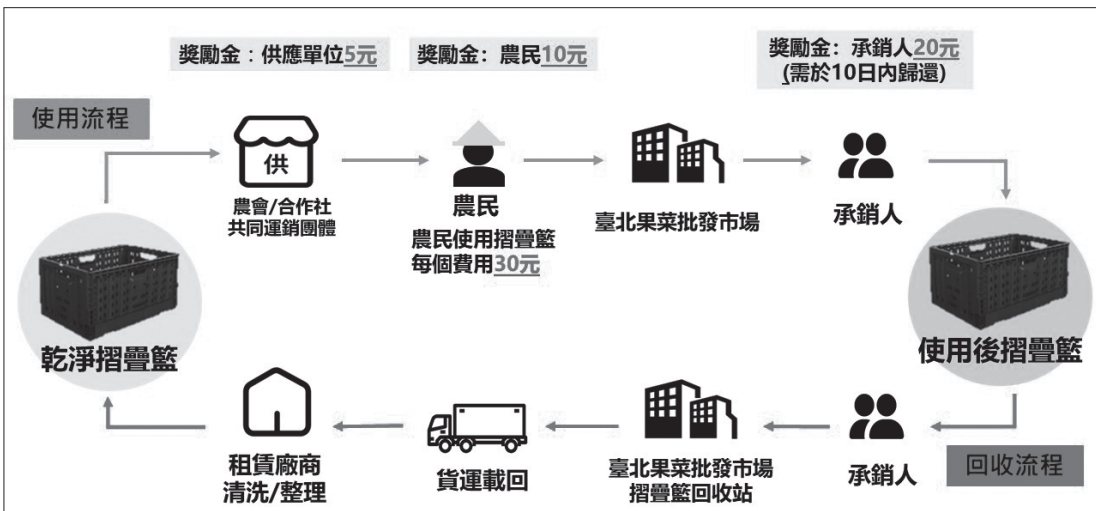 獎勵金：供應單位5元
獎勵金：農民10元
獎勵金：承銷人20元
(需於10日內歸還)
使用流程
供
農會/合作社
共同運銷團體
農民
農民使用摺疊籃
每個費用30元
臺北果菜批發市場
承銷人
乾淨摺疊籃
使用後摺疊籃
租賃廠商
清洗/整理
貨運載回
臺北果菜批發市場
摺疊籃回收站
承銷人
回收流程